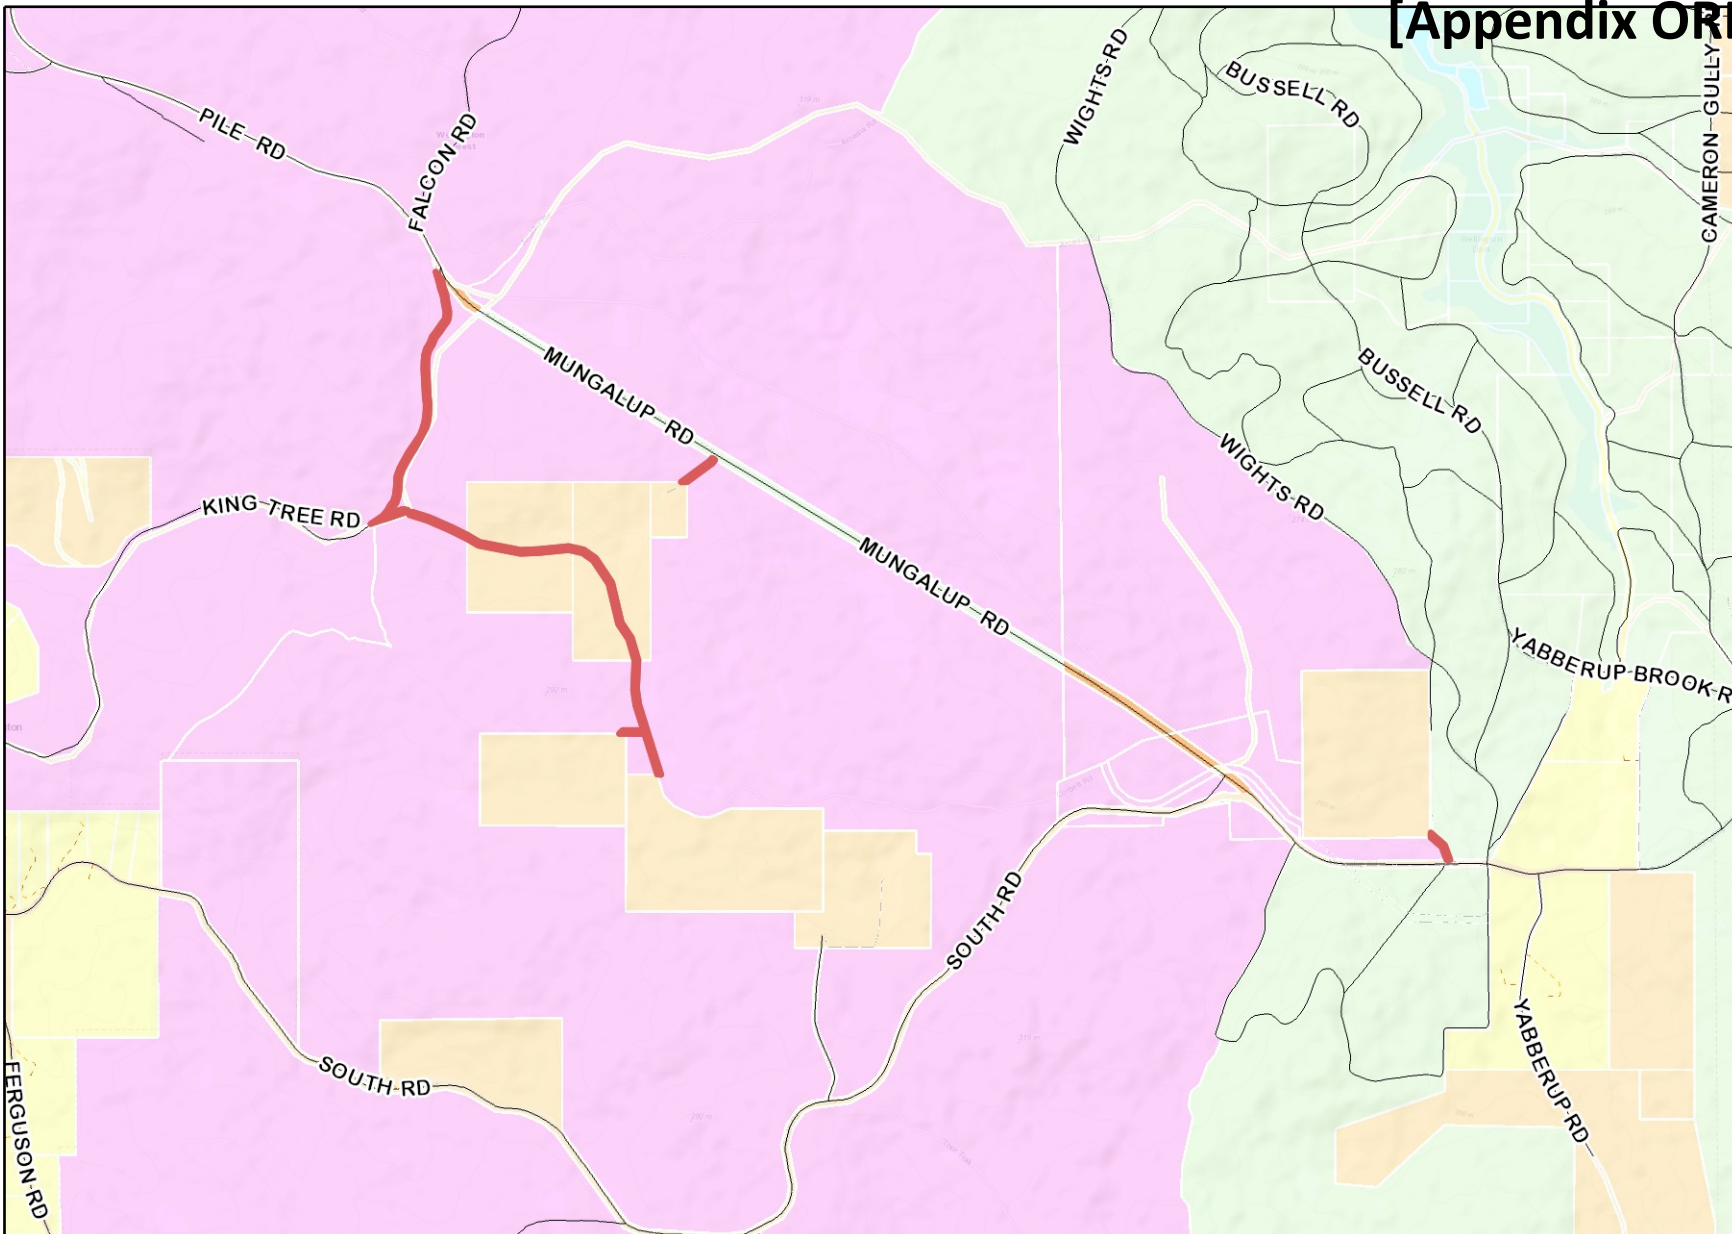 [Appendix OR
WIGHTS RD
BUSSELL RD
CAMERON GULLY
PILE RD
FALCON RD
MUNGALUP RD
BUSSELL RD
WIGHTS RD
KING TREE RD
MUNGALUP RD
YABBERUP BROOK R
SOUTH RD
SOUTH RD
YABBERUP RD
FERGUSON RD